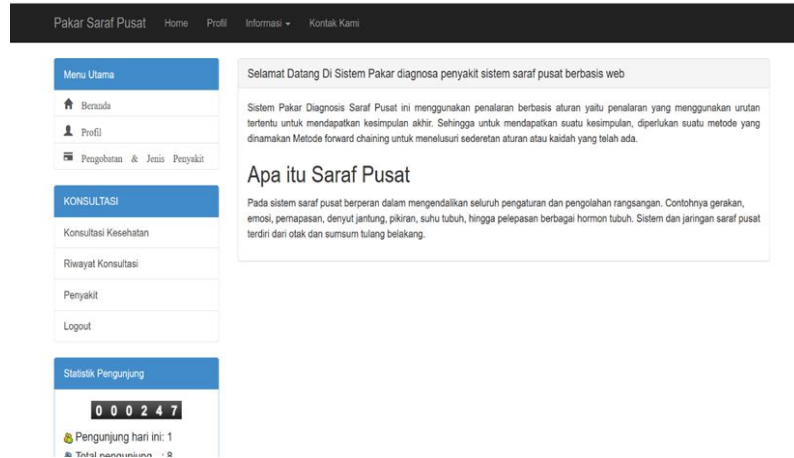 Pakar Saraf Pusat Home Profil Informasi Kontak Kami
Menu Utama
Beranda
Profil
Pengobatan & Jenis Penyakit
KONSULTASI
Konsultasi Kesehatan
Riwayat Konsultasi
Penyakit
Logout
Statistik Pengunjung
000247
Pengunjung hari ini: 1
Total pengunjung : 8
Selamat Datang Di Sistem Pakar diagnosa penyakit sistem saraf pusat berbasis web
Sistem Pakar Diagnosis Saraf Pusat ini menggunakan penalaran berbasis aturan yaitu penalaran yang menggunakan urutan
tertentu untuk mendapatkan kesimpulan akhir. Sehingga untuk mendapatkan suatu kesimpulan, diperlukan suatu metode yang
dinamakan Metode forward chaining untuk menelusuri sederetan aturan atau kaidah yang telah ada.
Apa itu Saraf Pusat
Pada sistem saraf pusat berperan dalam mengendalikan seluruh pengaturan dan pengolahan rangsangan. Contohnya gerakan,
emosi, pernapasan, denyut jantung, pikiran, suhu tubuh, hingga pelepasan berbagai hormon tubuh. Sistem dan jaringan saraf pusat
terdiri dari otak dan sumsum tulang belakang.